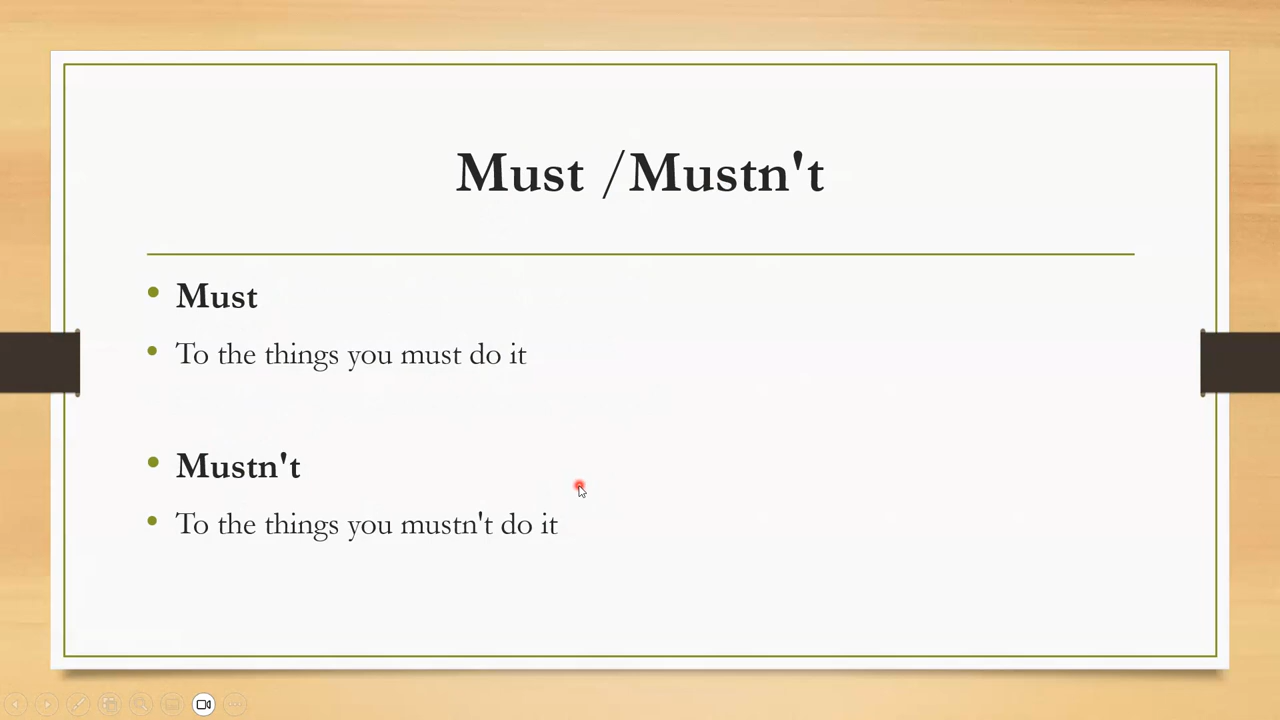 Must /Mustn't
Must
To the things you must do it
Mustn't
To the things you mustn't do it